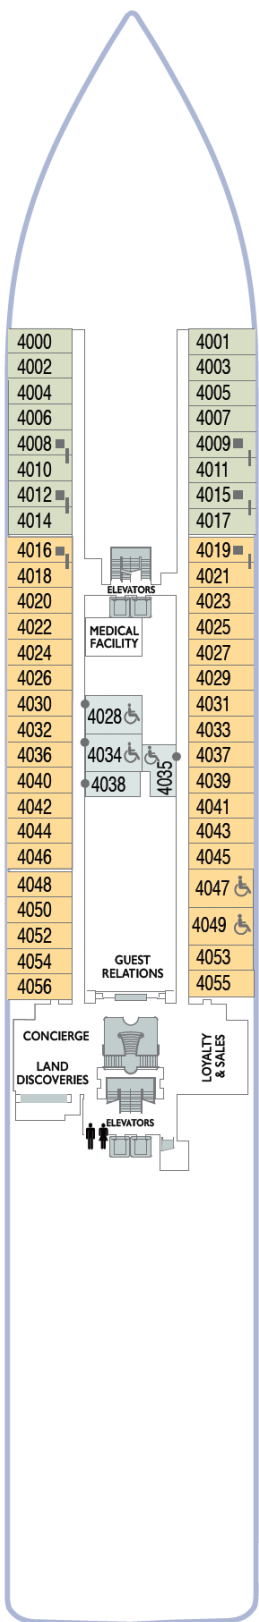 4000 4001
4002 4003
4004 4005
4006 4007
4008 4009
4010 4011
4012 4015
4014 4017
4016 4019
ELEVATORS
4018 4021
4020 4023
4022 MEDICAL 4025
FACILITY
4024 4027
4026 4029
4030 4028 4031
4032 4033
4036 4034 4035 4037
4040 4038 4039
4042 4041
4044 4043
4046 4045
4048 4047
4050 4049
4052
4054 GUEST 4053
RELATIONS
4056 4055
CONCIERGE
LAND
DISCOVERIES
LOYALTY
& SALES
ELEVATORS